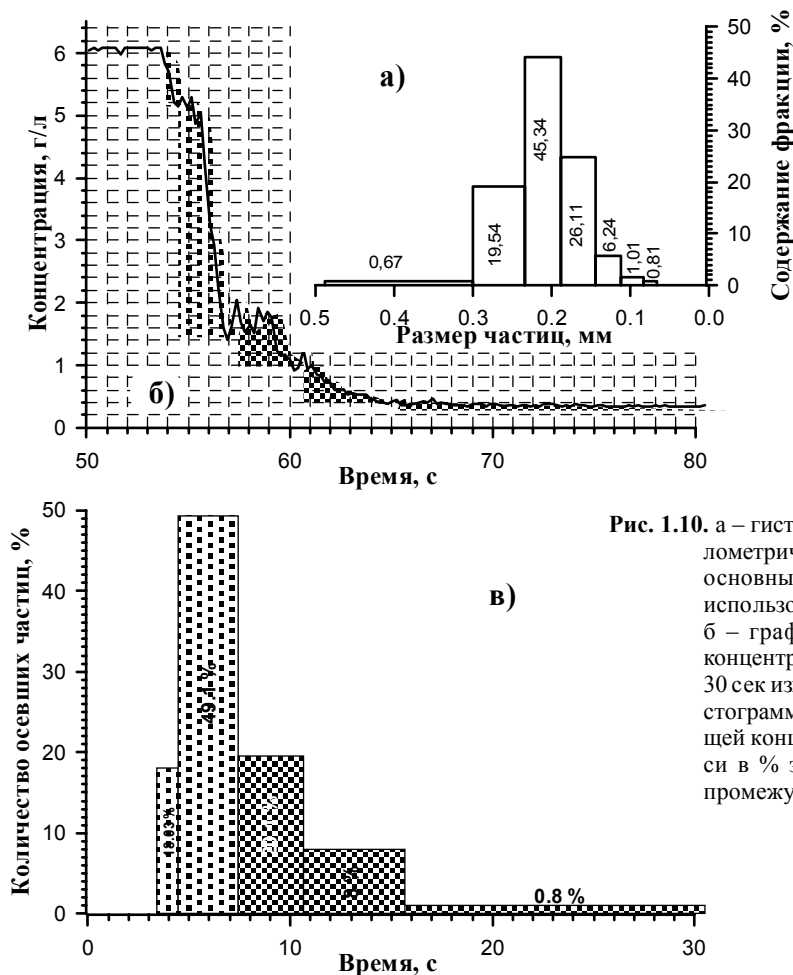 6
5
4
3
2
1
0
Концентрация, г/л
50
60
70
80
Время, с
а)
б)
0,67
19,54
45,34
26,11
6,24
1,01
0,81
0.5
0.4
0.3
0.2
0.1
0.0
Размер частиц, мм
50
40
30
20
10
0
Содержание фракции, %
50
40
30
20
10
0
Количество осевших частиц, %
в)
49.1 %
0.8 %
0
10
20
30
Время, с
Рис. 1.10. а – гист
лометрич
основны
использо
б – граф
концентр
30 сек из
стограмм
щей конц
си в % з
промежу